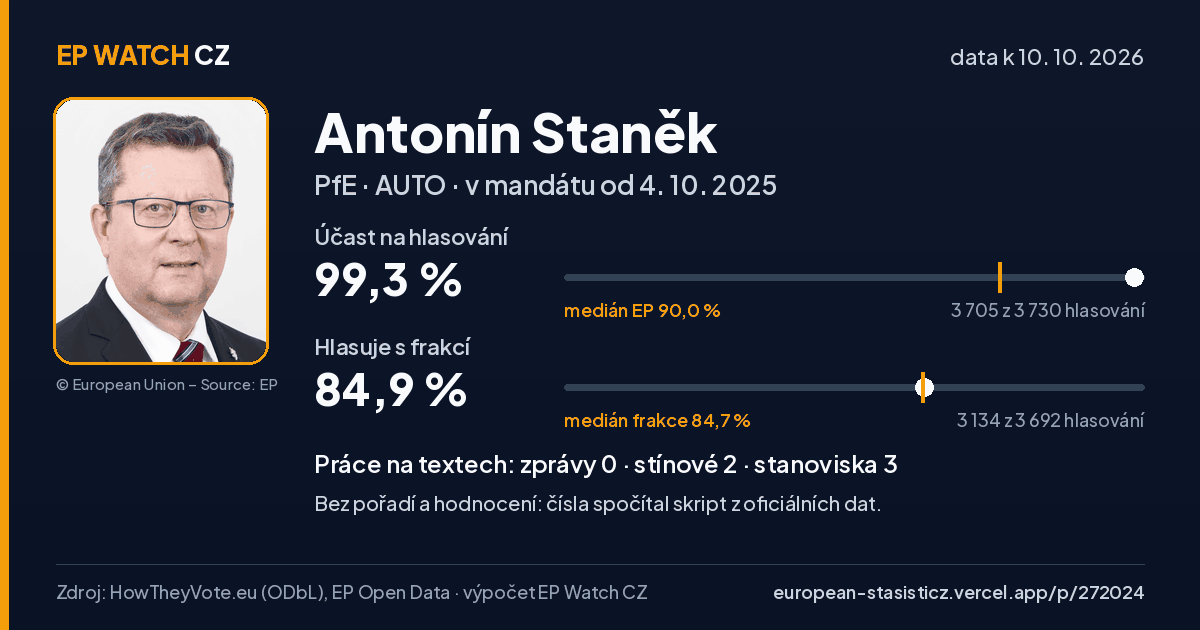 EP WATCH CZ
data k 10. 10. 2026
Antonín Staněk
PfE · AUTO · v mandátu od 4. 10. 2025
Účast na hlasování
99,3 %
medián EP 90,0 %
3 705 z 3 730 hlasování
Hlasuje s frakcí
84,9 %
medián frakce 84,7 %
3 134 z 3 692 hlasování
© European Union – Source: EP
Práce na textech: zprávy 0 · stínové 2 · stanoviska 3
Bez pořadí a hodnocení: čísla spočítal skript z oficiálních dat.
Zdroj: HowTheyVote.eu (ODbL), EP Open Data · výpočet EP Watch CZ
european-stasisticz.vercel.app/p/272024